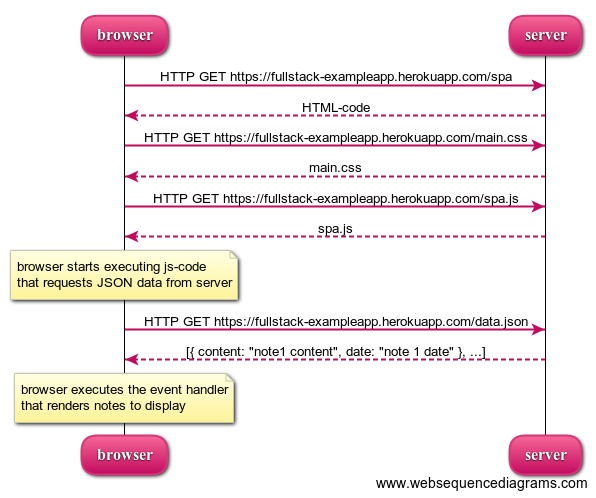 browser
server
HTTP GET https://fullstack-exampleapp.herokuapp.com/spa
HTML-code
HTTP GET https://fullstack-exampleapp.herokuapp.com/main.css
main.css
HTTP GET https://fullstack-exampleapp.herokuapp.com/spa.js
spa.js
browser starts executing js-code
that requests JSON data from server
HTTP GET https://fullstack-exampleapp.herokuapp.com/data.json
[{ content: "note1 content", date: "note 1 date" }, ...]
browser executes the event handler
that renders notes to display
browser
server
www.websequencediagrams.com